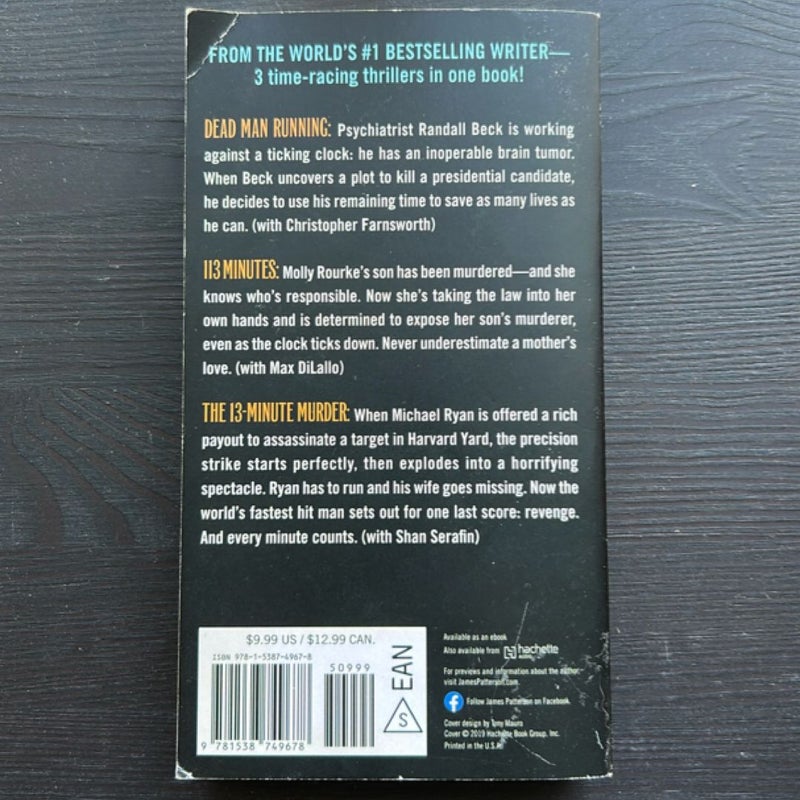 FROM THE WORLD'S #1 BESTSELLING WRITER—
3 time-racing thrillers in one book!
DEAD MAN RUNNING: Psychiatrist Randall Beck is working
against a ticking clock: he has an inoperable brain tumor.
When Beck uncovers a plot to kill a presidential candidate,
he decides to use his remaining time to save as many lives as
he can. (with Christopher Farnsworth)
113 MINUTES: Molly Rourke's son has been murdered—and she
knows who's responsible. Now she's taking the law into her
own hands and is determined to expose her son's murderer,
even as the clock ticks down. Never underestimate a mother's
love. (with Max DiLallo)
THE 13-MINUTE MURDER: When Michael Ryan is offered a rich
payout to assassinate a target in Harvard Yard, the precision
strike starts perfectly, then explodes into a horrifying
spectacle. Ryan has to run and his wife goes missing. Now the
world's fastest hit man sets out for one last score: revenge.
And every minute counts. (with Shan Serafin)
$9.99 US / $12.99 CAN.
ISBN 978-1-5387-4967-8
50999
9 781538 749678
EAN
S
Available as an ebook
Also available from hachette
AUDIO
For previews and information about the author,
visit JamesPatterson.com
Follow James Patterson on Facebook.
Cover design by Tony Mauro
Cover © 2019 Hachette Book Group, Inc.
Printed in the U.S.A.